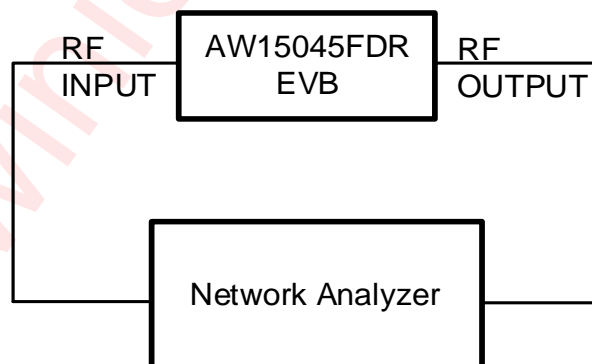 RF
INPUT
AW15045FDR
EVB
RF
OUTPUT
Network Analyzer